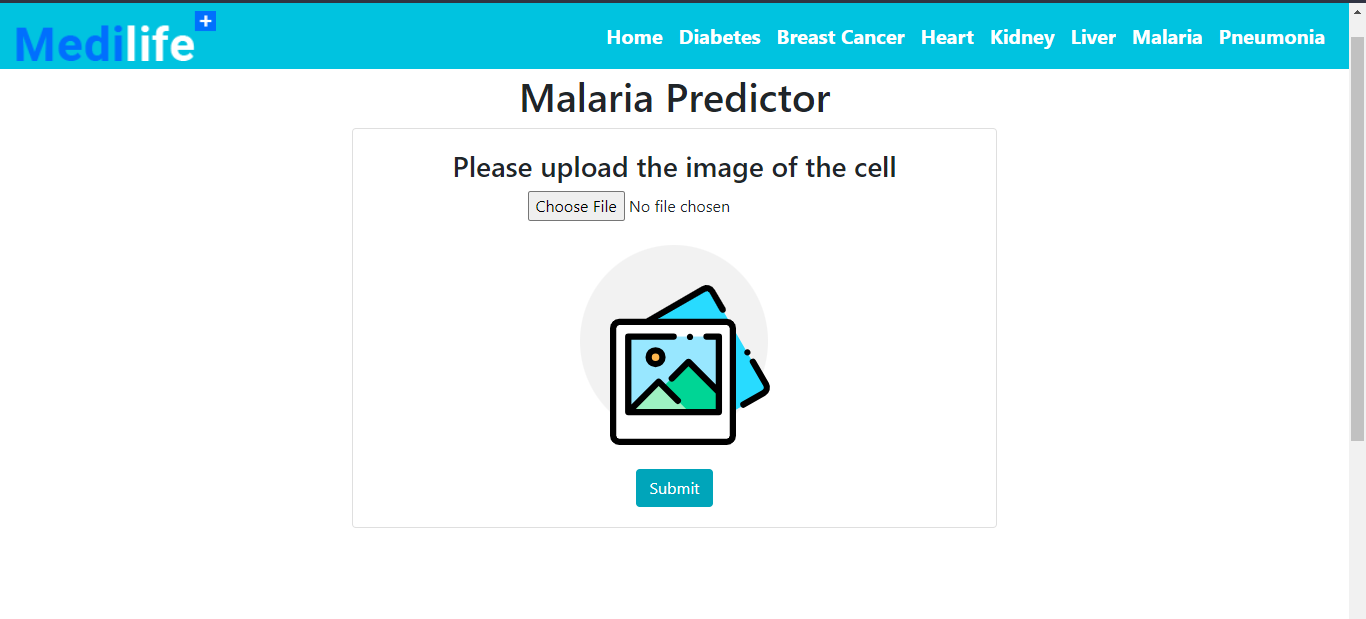 Medilife +
Home Diabetes Breast Cancer Heart Kidney Liver Malaria Pneumonia
Malaria Predictor
Please upload the image of the cell
Choose File No file chosen
Submit